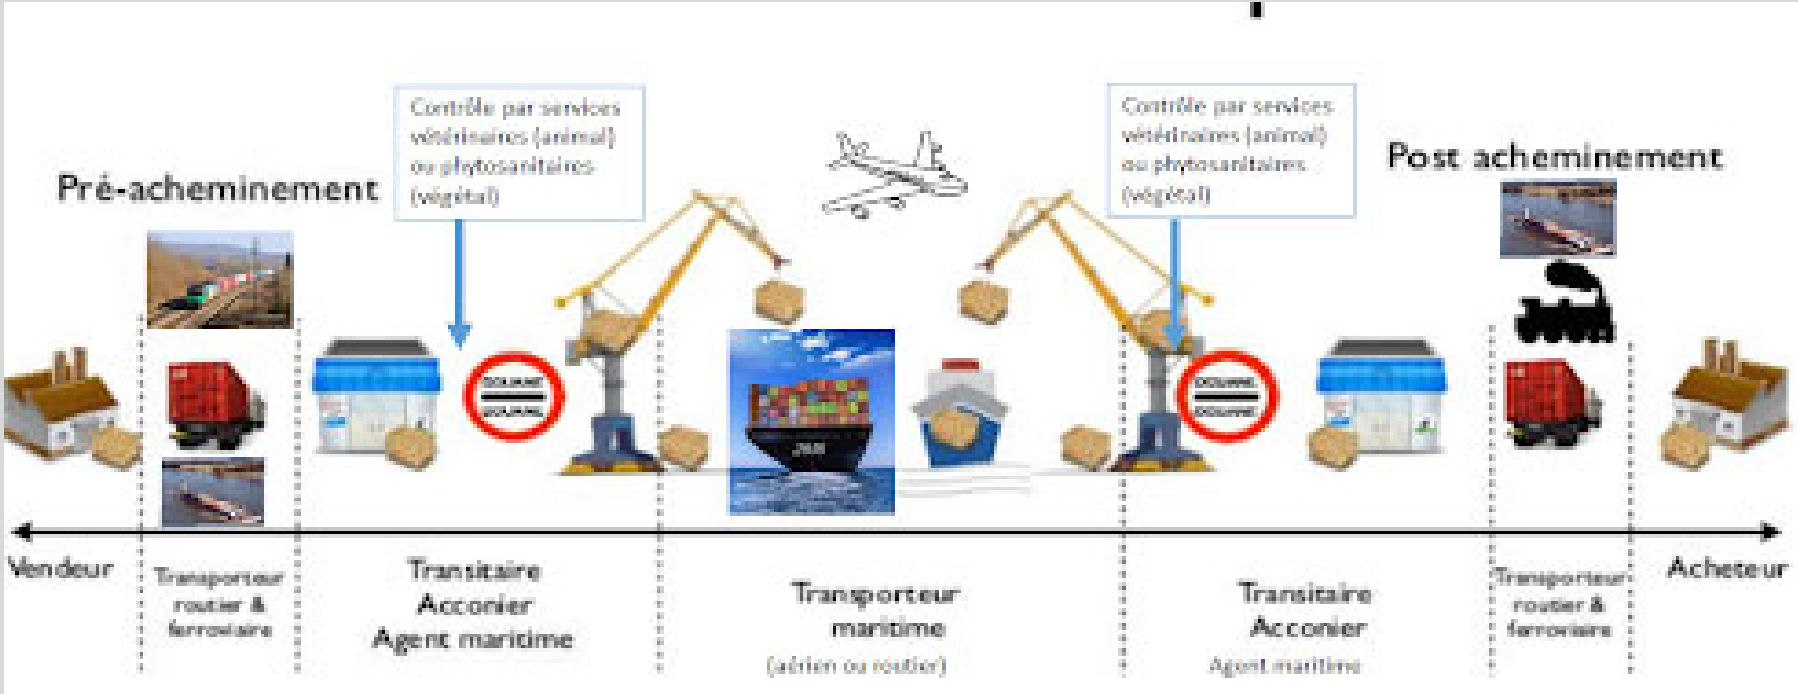 Contrôle par services
vétérinaires (animal)
ou phytosanitaires
(végétal)
Contrôle par services
vétérinaires (animal)
ou phytosanitaires
(végétal)
Pré-acheminement
Post acheminement
DOUANE
DOUANE
DOUANE
DOUANE
Vendeur
Transporteur
routier &
ferroviaire
Transitaire
Acconier
Agent maritime
Transporteur
maritime
(aérien ou routier)
Transitaire
Acconier
Agent maritime
Transporteur
routier &
ferroviaire
Acheteur